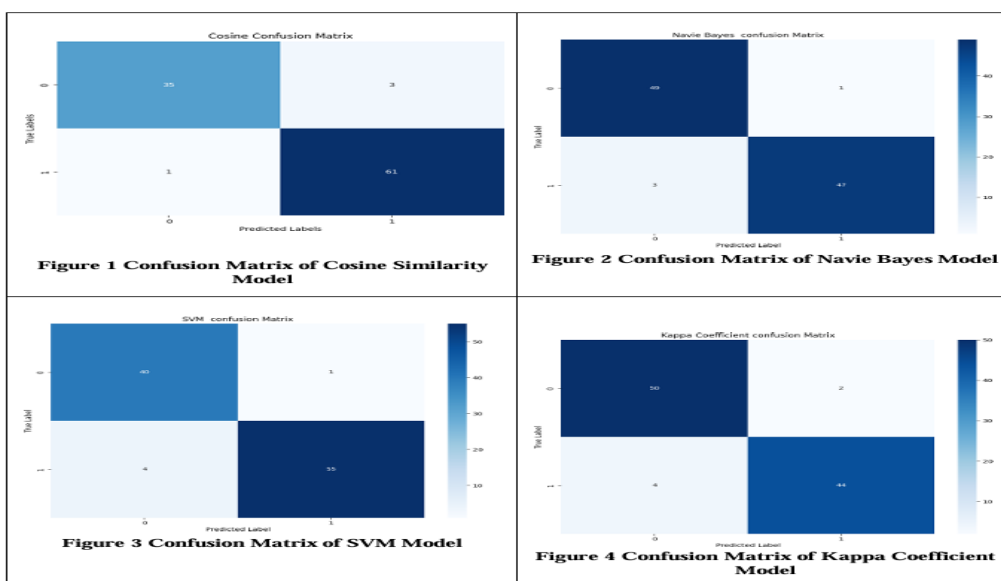 Cosine Confusion Matrix
True Labels
0
35
3
1
1
61
0
1
Predicted Labels
Figure 1 Confusion Matrix of Cosine Similarity
Model
Navie Bayes confusion Matrix
True Label
0
49
1
1
3
47
0
1
Predicted Label
40
30
20
10
Figure 2 Confusion Matrix of Navie Bayes Model
SVM confusion Matrix
True Label
0
40
1
1
4
55
0
1
Predicted Label
50
40
30
20
10
Figure 3 Confusion Matrix of SVM Model
Kappa Coefficient confusion Matrix
True Label
0
50
2
1
4
44
0
1
50
40
30
20
10
Figure 4 Confusion Matrix of Kappa Coefficient
Model